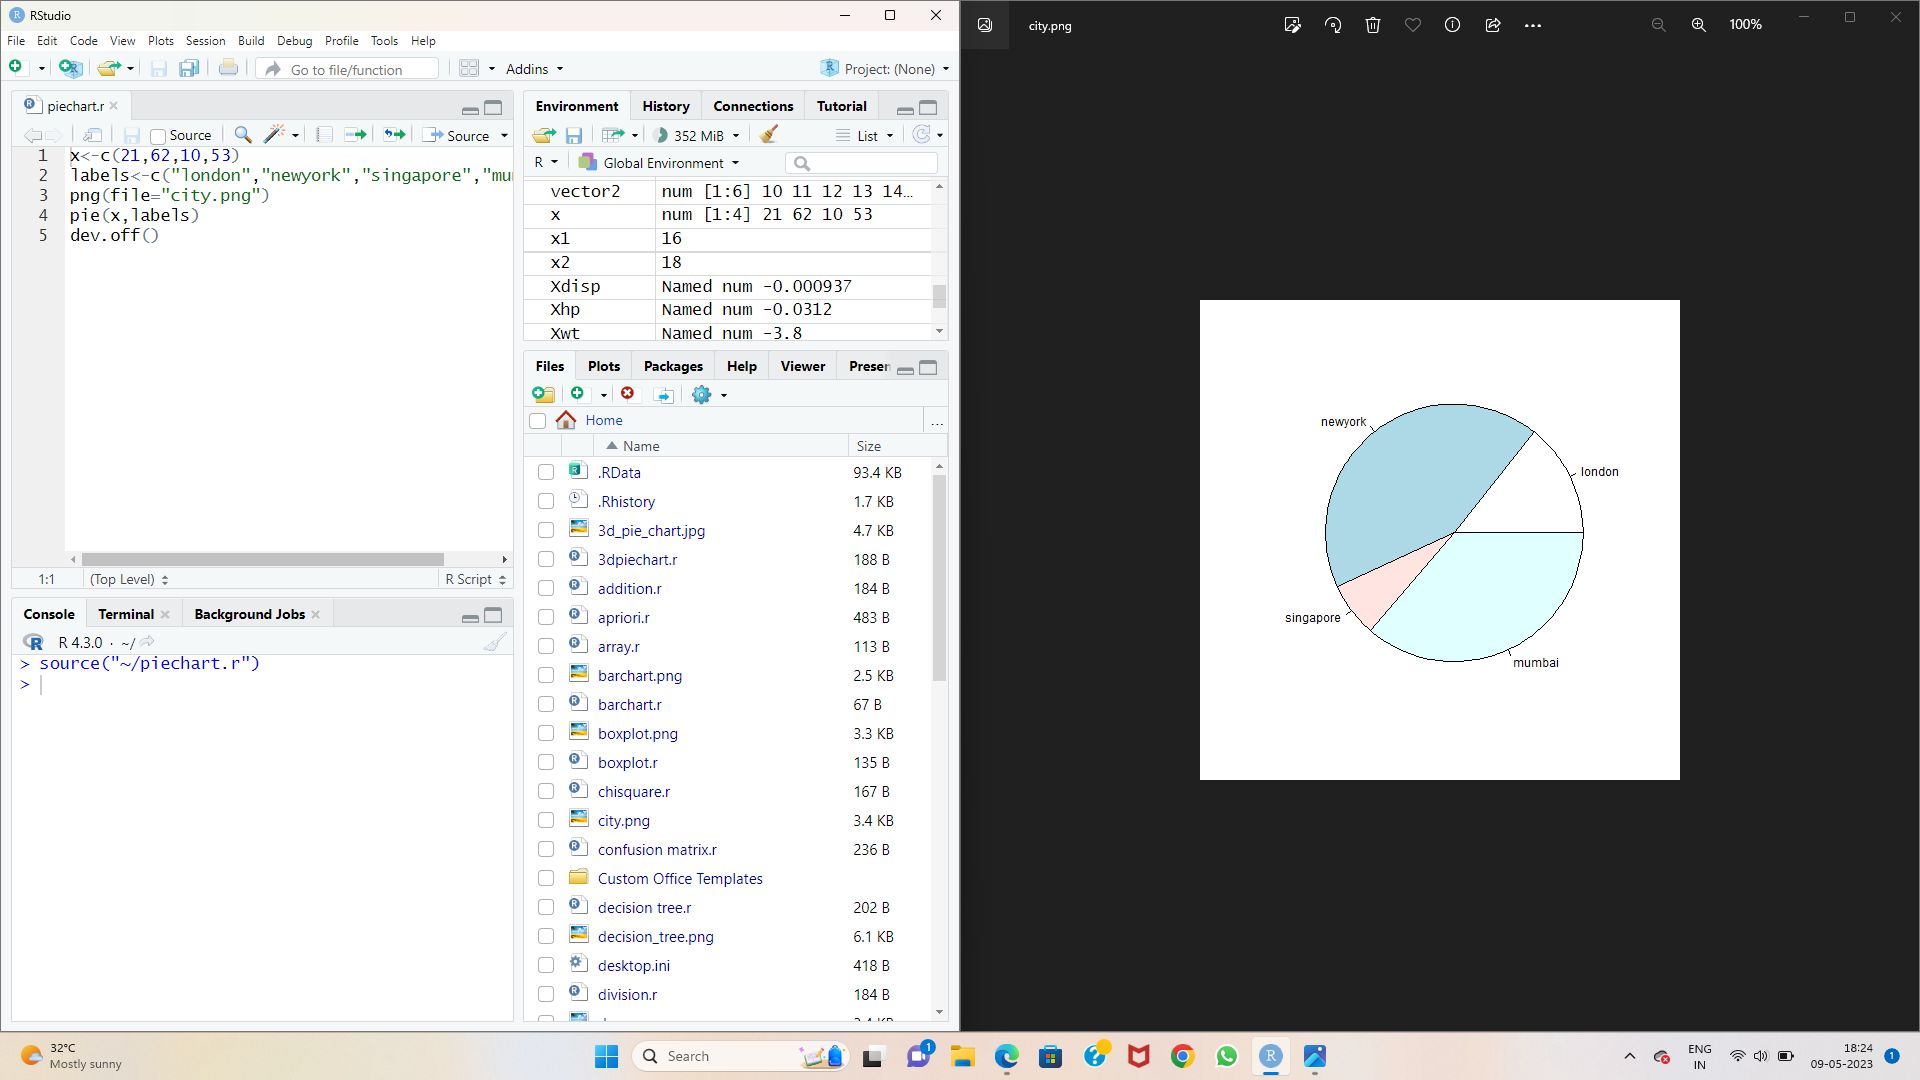 RStudio
File Edit Code View Plots Session Build Debug Profile Tools Help
Go to file/function
Addins
Project: (None)
piechart.r
Source
Source
1 x<-c(21,62,10,53)
2 labels<-c("london","newyork","singapore","mu
3 png(file="city.png")
4 pie(x,labels)
5 dev.off()
1:1 (Top Level) R Script
Console Terminal Background Jobs
R 4.3.0 · ~/
> source("~/piechart.r")
>
Environment History Connections Tutorial
352 MiB
List
R Global Environment
vector2 num [1:6] 10 11 12 13 14…
x num [1:4] 21 62 10 53
x1 16
x2 18
Xdisp Named num -0.000937
Xhp Named num -0.0312
Xwt Named num -3.8
Files Plots Packages Help Viewer Presen
Home
...
Name Size
.RData 93.4 KB
.Rhistory 1.7 KB
3d_pie_chart.jpg 4.7 KB
3dpiechart.r 188 B
addition.r 184 B
apriori.r 483 B
array.r 113 B
barchart.png 2.5 KB
barchart.r 67 B
boxplot.png 3.3 KB
boxplot.r 135 B
chisquare.r 167 B
city.png 3.4 KB
confusion matrix.r 236 B
Custom Office Templates
decision tree.r 202 B
decision_tree.png 6.1 KB
desktop.ini 418 B
division.r 184 B
city.png
100%
newyork
london
singapore
mumbai
32°C
Mostly sunny
Search
1
ENG
IN
18:24
09-05-2023
1